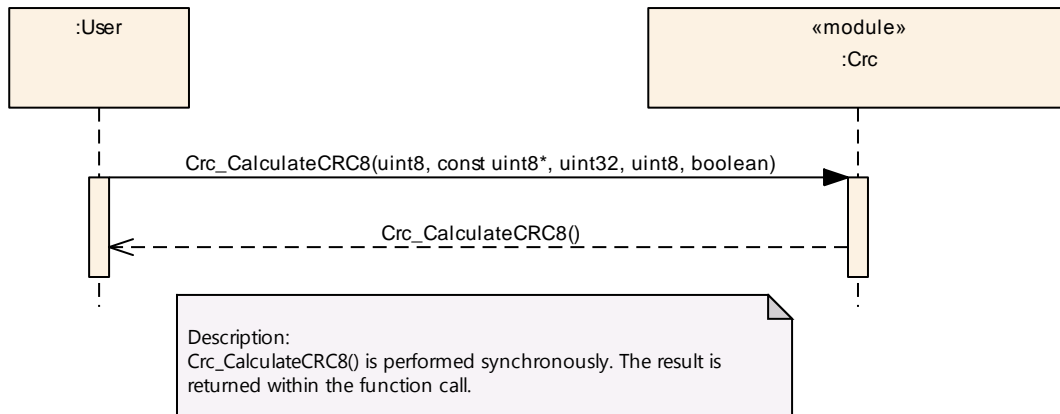 :User
«module»
:Crc
Crc_CalculateCRC8(uint8, const uint8*, uint32, uint8, boolean)
Crc_CalculateCRC8()
Description:
Crc_CalculateCRC8() is performed synchronously. The result is
returned within the function call.